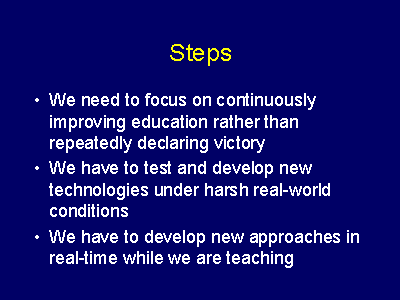 Steps
• We need to focus on continuously
improving education rather than
repeatedly declaring victory
• We have to test and develop new
technologies under harsh real-world
conditions
• We have to develop new approaches in
real-time while we are teaching